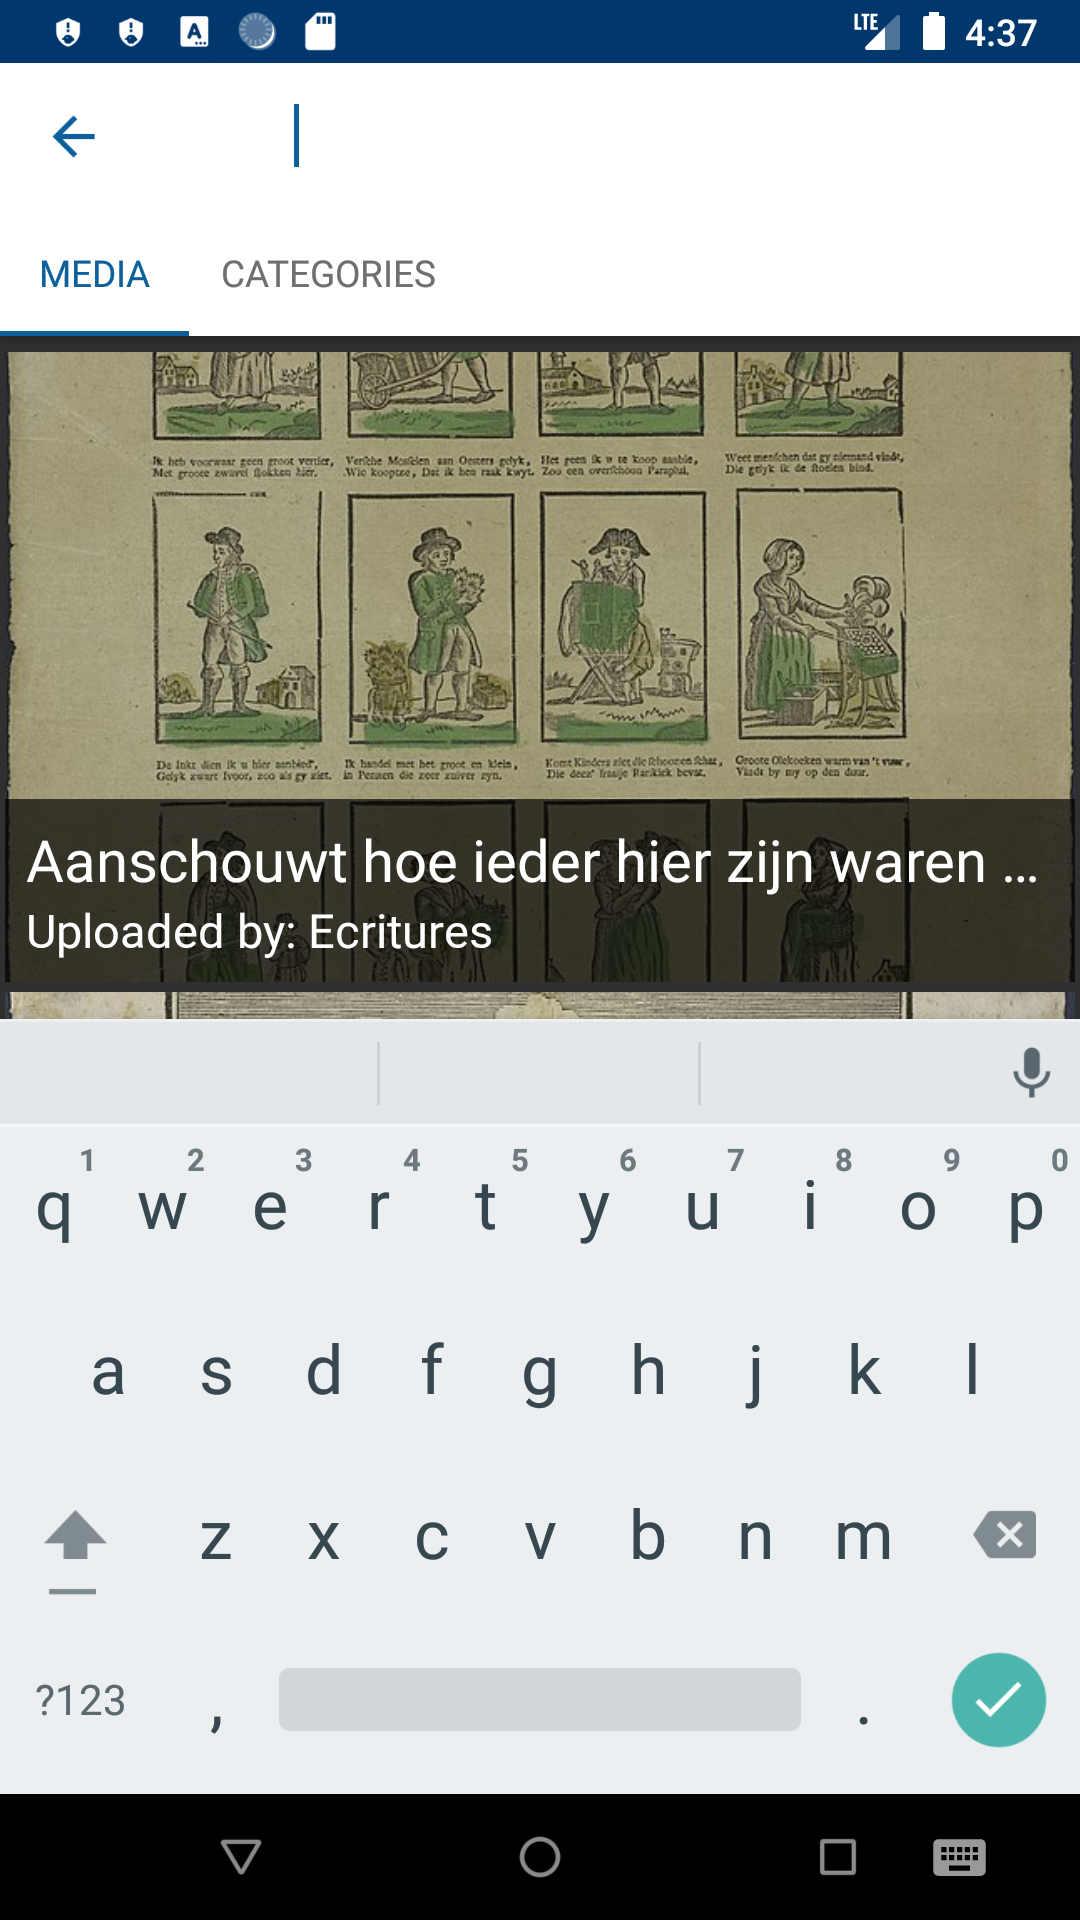 4:37
LTE
MEDIA
CATEGORIES
Ik heb voorwaar geen groot vertier,
Met groote zwavel stokken hier.
Versche Mosselen aan Oesters gelyk,
Wie kooptze, Dat ik ben raak kwyt.
Het geen ik u te koop aanbie,
Zoo een overschoon Paraplui.
Weet menschen dat gy niemand vindt,
Die gelyk ik de stoelen bind.
De Inkt dien ik u hier aanbied,
Gelyk zwart Ivoor, zoo als gy ziet.
Ik handel met het groot en klein,
in Pennen die zeer zuiver zyn.
Komt Kinders ziet die schoon en schat,
Die deez' fraaije Rarikiek bevat.
Groote Oliekoeken warm van 't vuur,
Vindt by my op den duur.
Aanschouwt hoe ieder hier zijn waren ...
Uploaded by: Ecritures
1 2 3 4 5 6 7 8 9 0
q w e r t y u i o p
a s d f g h j k l
z x c v b n m
?123 , .